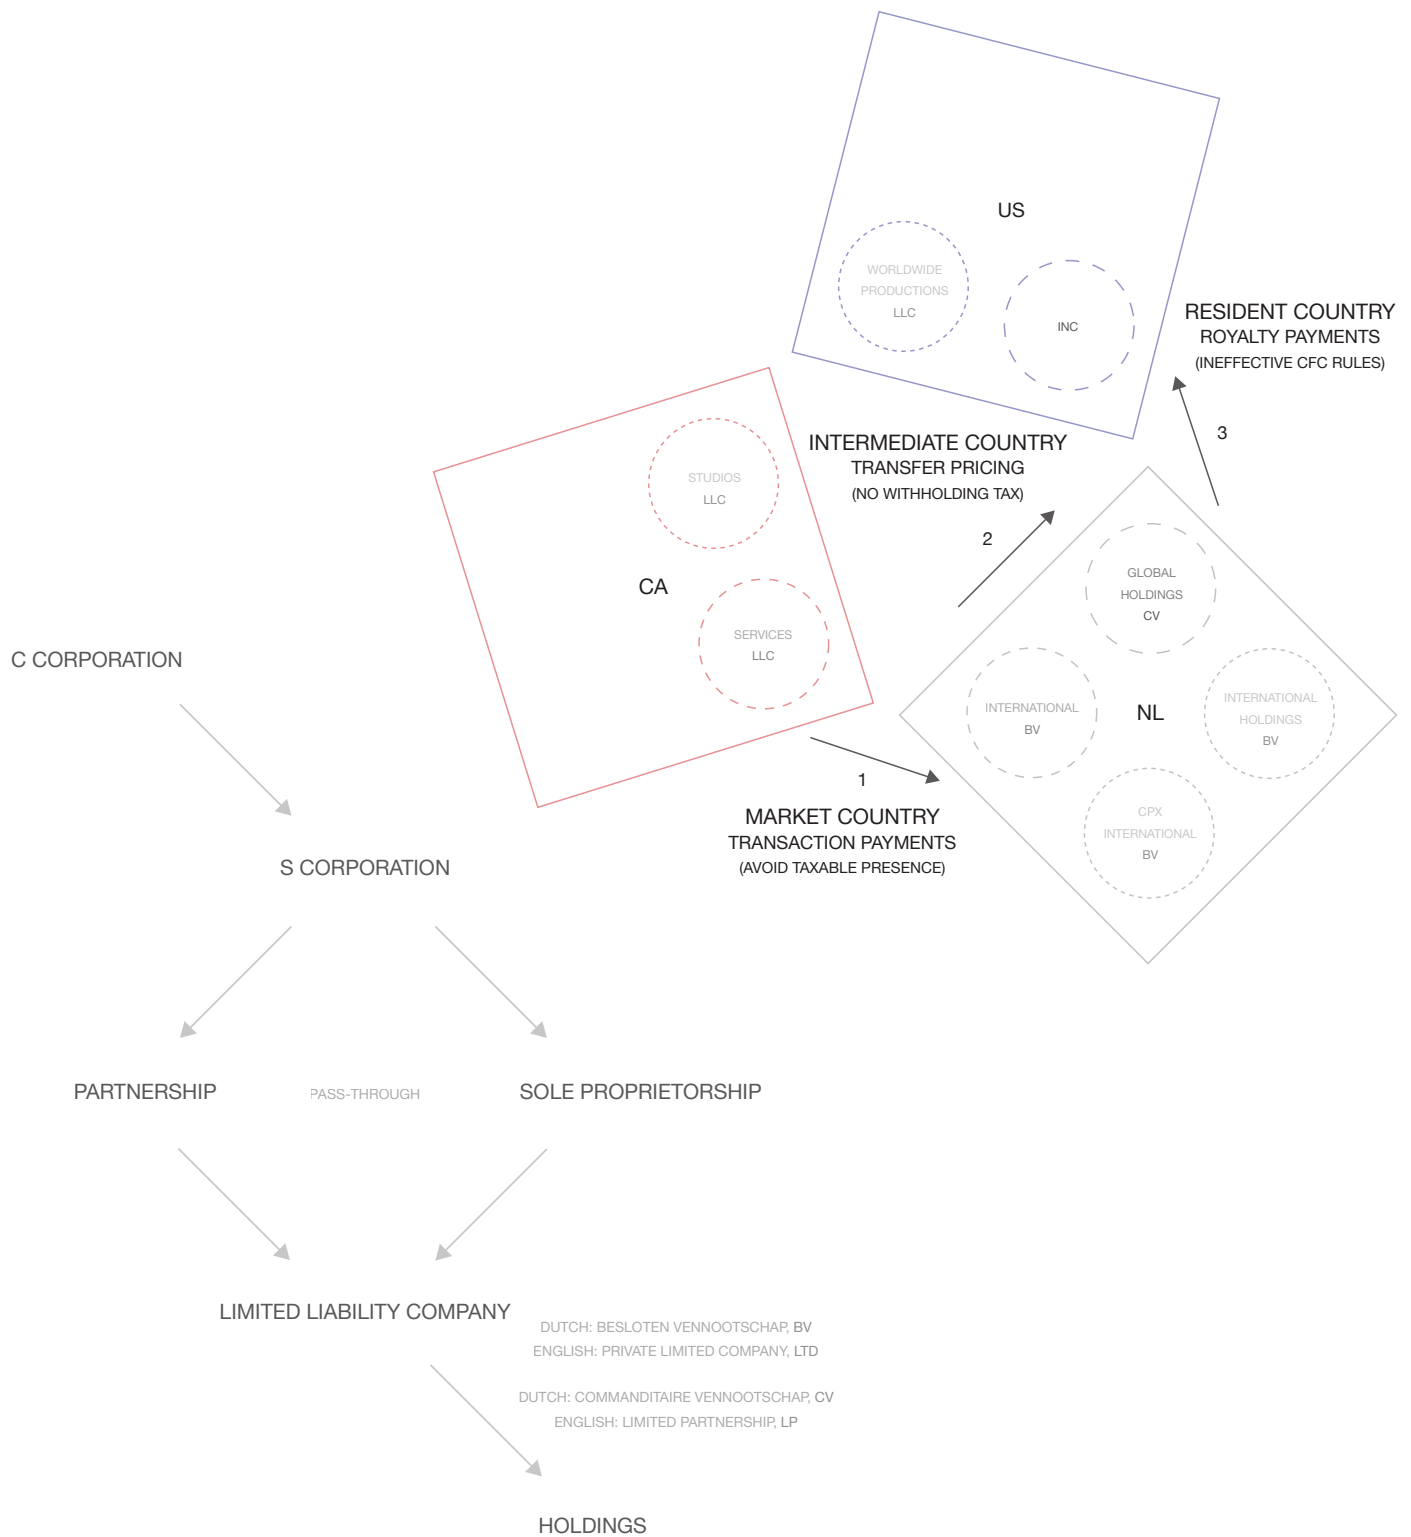 US
WORLDWIDE
PRODUCTIONS
LLC
INC
RESIDENT COUNTRY
ROYALTY PAYMENTS
(INEFFECTIVE CFC RULES)
3
INTERMEDIATE COUNTRY
TRANSFER PRICING
(NO WITHHOLDING TAX)
2
STUDIOS
LLC
CA
SERVICES
LLC
GLOBAL
HOLDINGS
CV
INTERNATIONAL
BV
NL
INTERNATIONAL
HOLDINGS
BV
CPX
INTERNATIONAL
BV
1
MARKET COUNTRY
TRANSACTION PAYMENTS
(AVOID TAXABLE PRESENCE)
C CORPORATION
S CORPORATION
PARTNERSHIP
PASS-THROUGH
SOLE PROPRIETORSHIP
LIMITED LIABILITY COMPANY
DUTCH: BESLOTEN VENNOOTSCHAP, BV
ENGLISH: PRIVATE LIMITED COMPANY, LTD
DUTCH: COMMANDITAIRE VENNOOTSCHAP, CV
ENGLISH: LIMITED PARTNERSHIP, LP
HOLDINGS